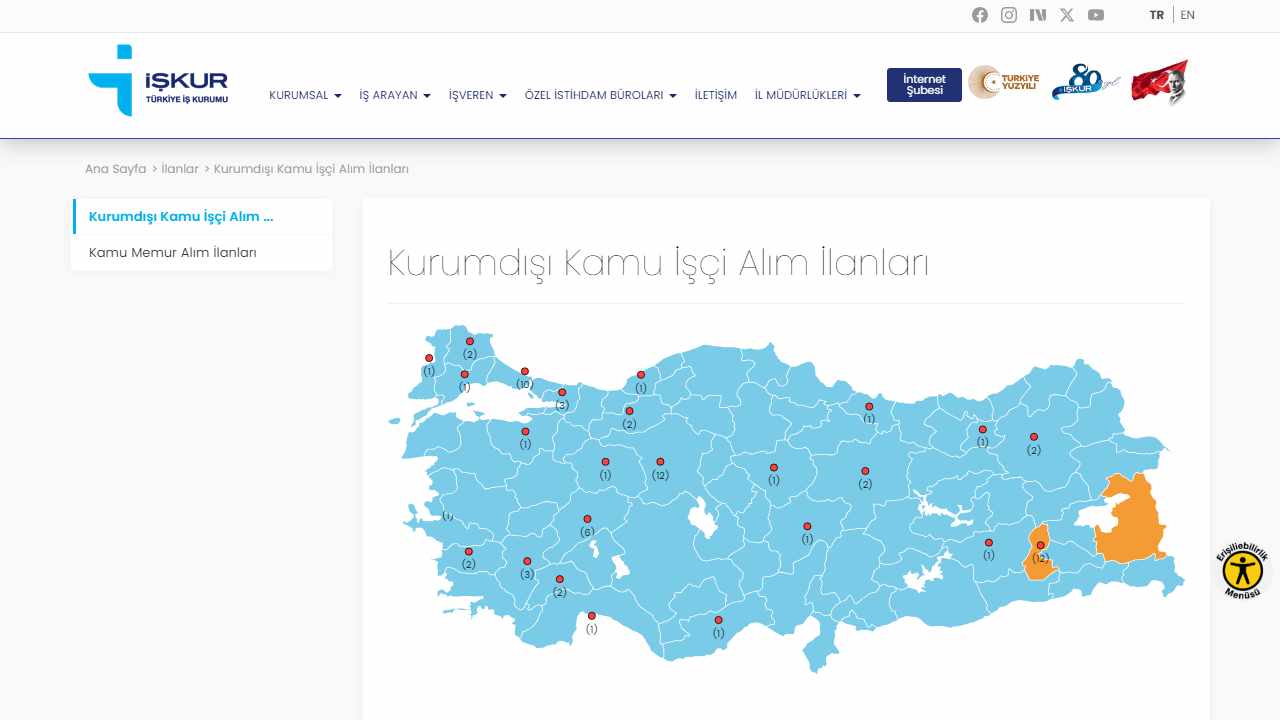 TR EN
İŞKUR
TÜRKİYE İŞ KURUMU
KURUMSAL
İŞ ARAYAN
İŞVEREN
ÖZEL İSTİHDAM BÜROLARI
İLETİŞİM
İL MÜDÜRLÜKLERİ
İnternet
Şubesi
TÜRKİYE
YÜZYILI
80
İŞKUR
Ana Sayfa > İlanlar > Kurumdışı Kamu İşçi Alım İlanları
Kurumdışı Kamu İşçi Alım ...
Kamu Memur Alım İlanları
Kurumdışı Kamu İşçi Alım İlanları
(2)
(1)
(1)
(10)
(1)
(3)
(2)
(1)
(1)
(1)
(2)
(1)
(12)
(1)
(2)
(1)
(6)
(1)
(2)
(1)
(12)
(3)
(2)
(1)
(1)
Erişilebilirlik
Menüsü